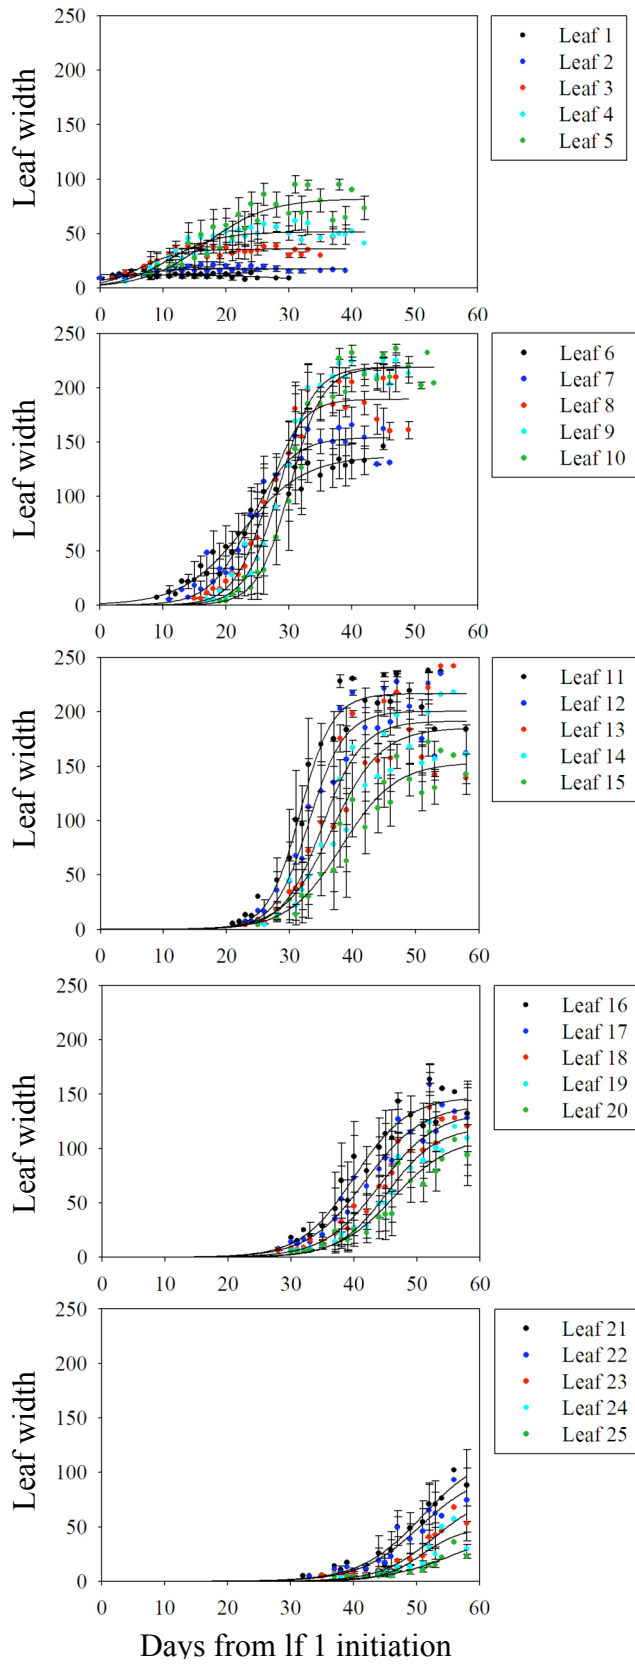 250
200
150
100
50
0
Leaf width
0 10 20 30 40 50 60
Leaf 1
Leaf 2
Leaf 3
Leaf 4
Leaf 5
250
200
150
100
50
0
Leaf width
0 10 20 30 40 50 60
Leaf 6
Leaf 7
Leaf 8
Leaf 9
Leaf 10
250
200
150
100
50
0
Leaf width
0 10 20 30 40 50 60
Leaf 11
Leaf 12
Leaf 13
Leaf 14
Leaf 15
250
200
150
100
50
0
Leaf width
0 10 20 30 40 50 60
Leaf 16
Leaf 17
Leaf 18
Leaf 19
Leaf 20
250
200
150
100
50
0
Leaf width
0 10 20 30 40 50 60
Leaf 21
Leaf 22
Leaf 23
Leaf 24
Leaf 25
Days from lf 1 initiation